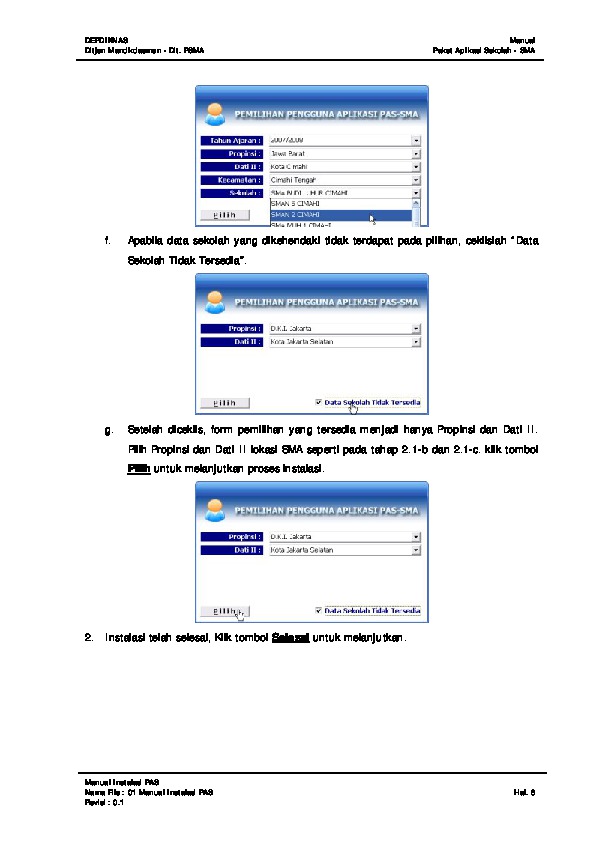 DEPDIKNAS
Manual
Ditjen Mandikdasmen - Dit. PSMA
Paket Aplikasi Sekolah - SMA
PEMILIHAN PENGGUNA APLIKASI PAS-SMA
Tahun Ajaran : 2007/2008
Propinsi : Jawa Barat
Dati II : Kota Cimahi
Kecamatan : Cimahi Tengah
Sekolah : SMA BUDI LUHUR CIMAHI
SMAN 5 CIMAHI
Pilih
SMAN 2 CIMAHI
SMA MUH 1 CIMAHI
f. Apabila data sekolah yang dikehendaki tidak terdapat pada pilihan, ceklislah “Data
Sekolah Tidak Tersedia”.
PEMILIHAN PENGGUNA APLIKASI PAS-SMA
Propinsi : D.K.I. Jakarta
Dati II : Kota Jakarta Selatan
Pilih
Data Sekolah Tidak Tersedia
g. Setelah diceklis, form pemilihan yang tersedia menjadi hanya Propinsi dan Dati II.
Pilih Propinsi dan Dati II lokasi SMA seperti pada tahap 2.1-b dan 2.1-c. klik tombol
Pilih untuk melanjutkan proses instalasi.
PEMILIHAN PENGGUNA APLIKASI PAS-SMA
Propinsi : D.K.I. Jakarta
Dati II : Kota Jakarta Selatan
Pilih
Data Sekolah Tidak Tersedia
2. Instalasi telah selesai, Klik tombol Selesai untuk melanjutkan.
Manual Instalasi PAS
Nama File : 01 Manual Instalasi PAS
Hal. 6
Revisi : 0.1